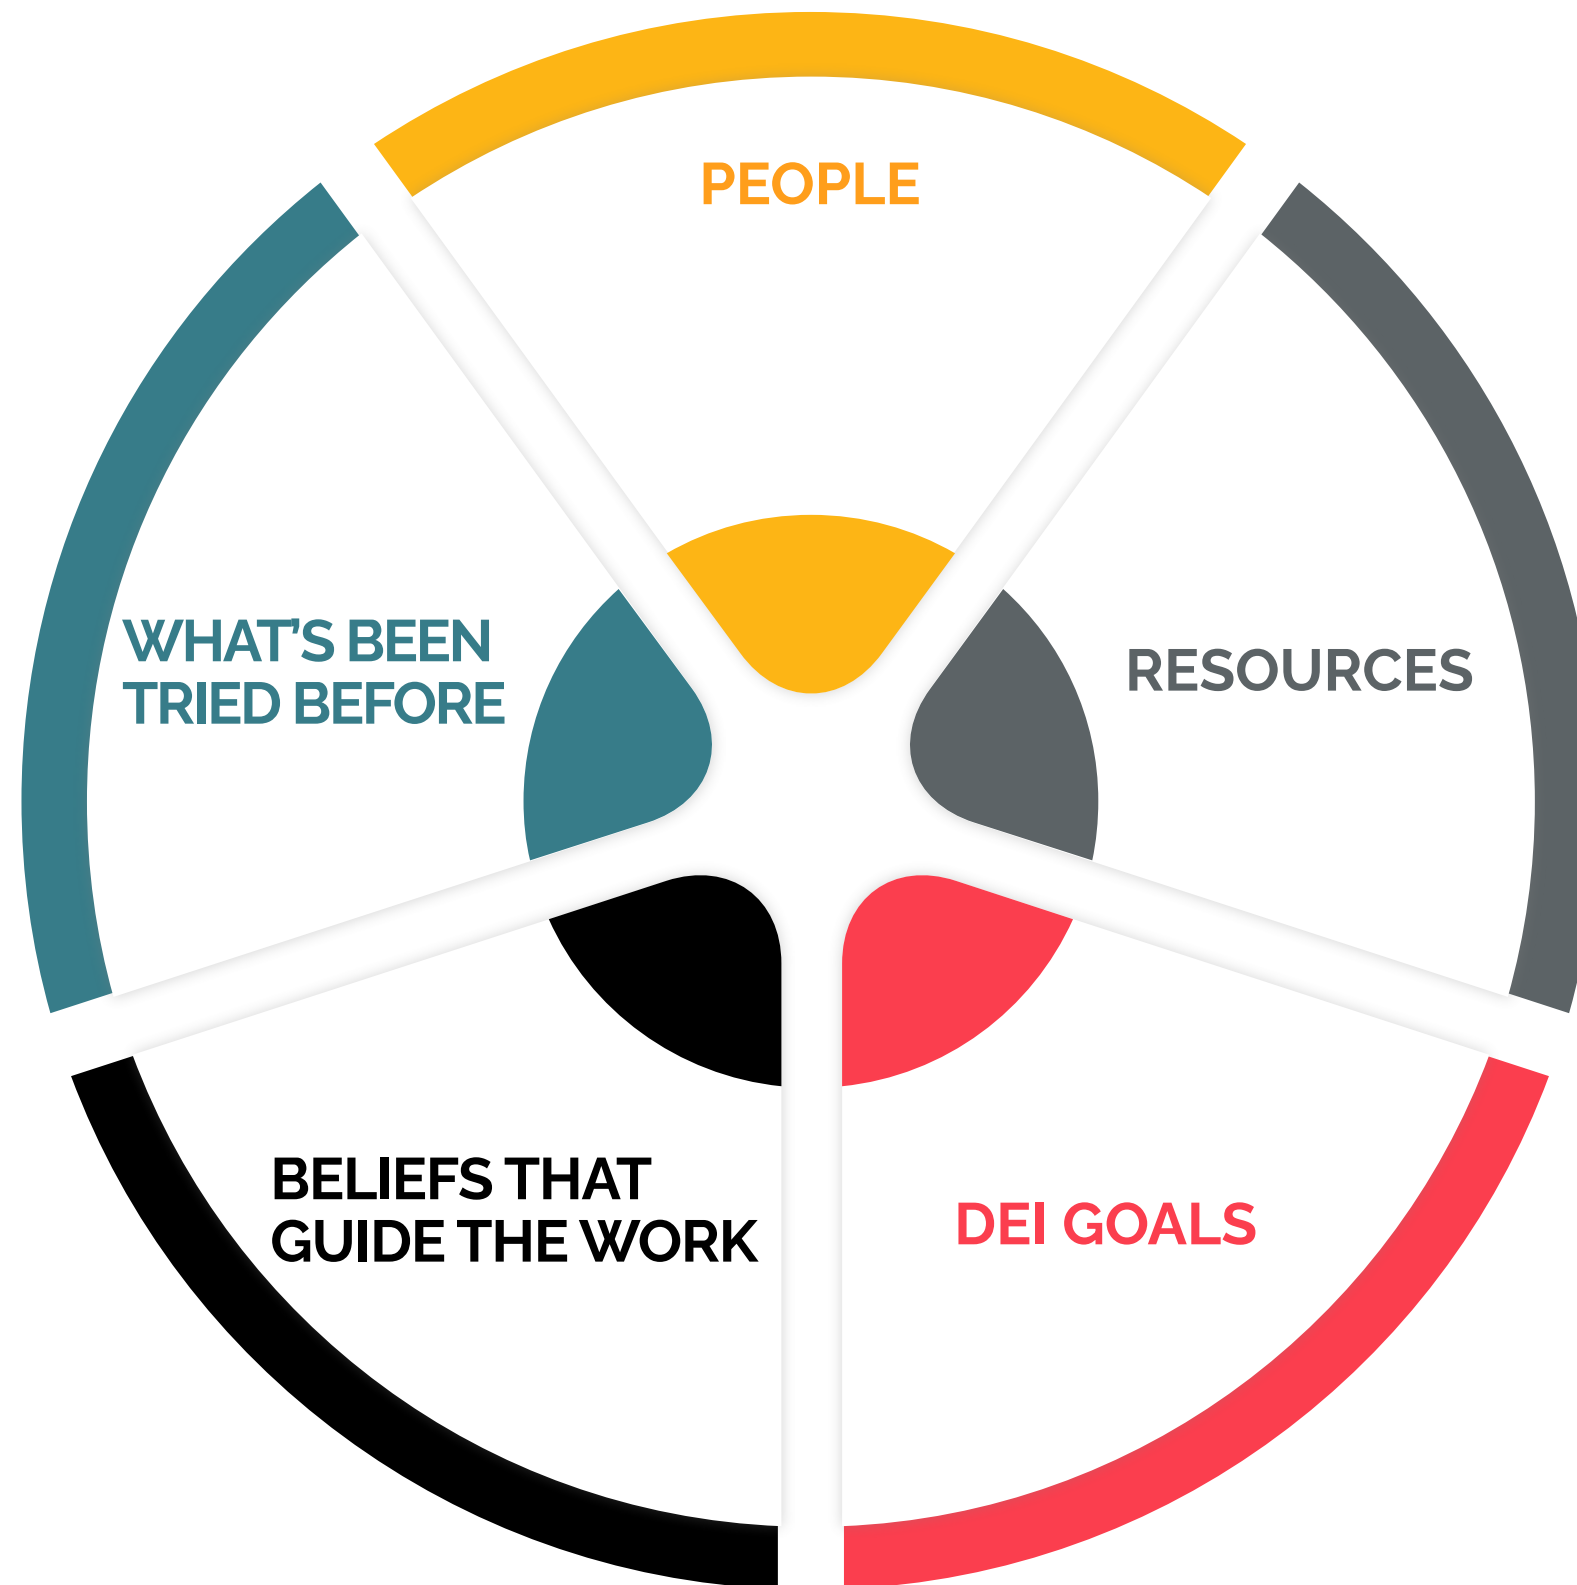 PEOPLE
RESOURCES
WHAT'S BEEN
TRIED BEFORE
BELIEFS THAT
GUIDE THE WORK
DEI GOALS